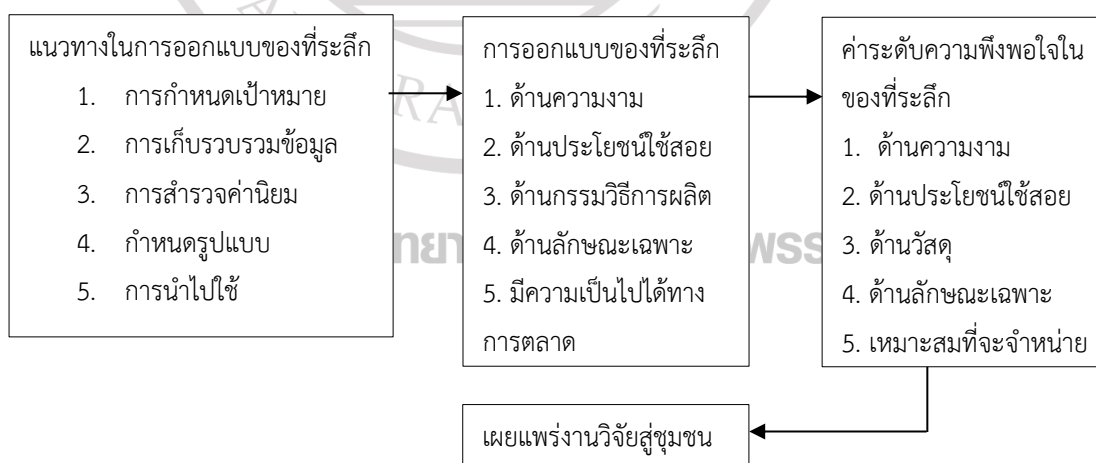 แนวทางในการออกแบบของที่ระลึก
1. การกำหนดเป้าหมาย
2. การเก็บรวบรวมข้อมูล
3. การสำรวจค่านิยม
4. กำหนดรูปแบบ
5. การนำไปใช้
การออกแบบของที่ระลึก
1. ด้านความงาม
2. ด้านประโยชน์ใช้สอย
3. ด้านกรรมวิธีการผลิต
4. ด้านลักษณะเฉพาะ
5. มีความเป็นไปได้ทาง
การตลาด
ค่าระดับความพึงพอใจใน
ของที่ระลึก
1. ด้านความงาม
2. ด้านประโยชน์ใช้สอย
3. ด้านวัสดุ
4. ด้านลักษณะเฉพาะ
5. เหมาะสมที่จะจำหน่าย
เผยแพร่งานวิจัยสู่ชุมชน